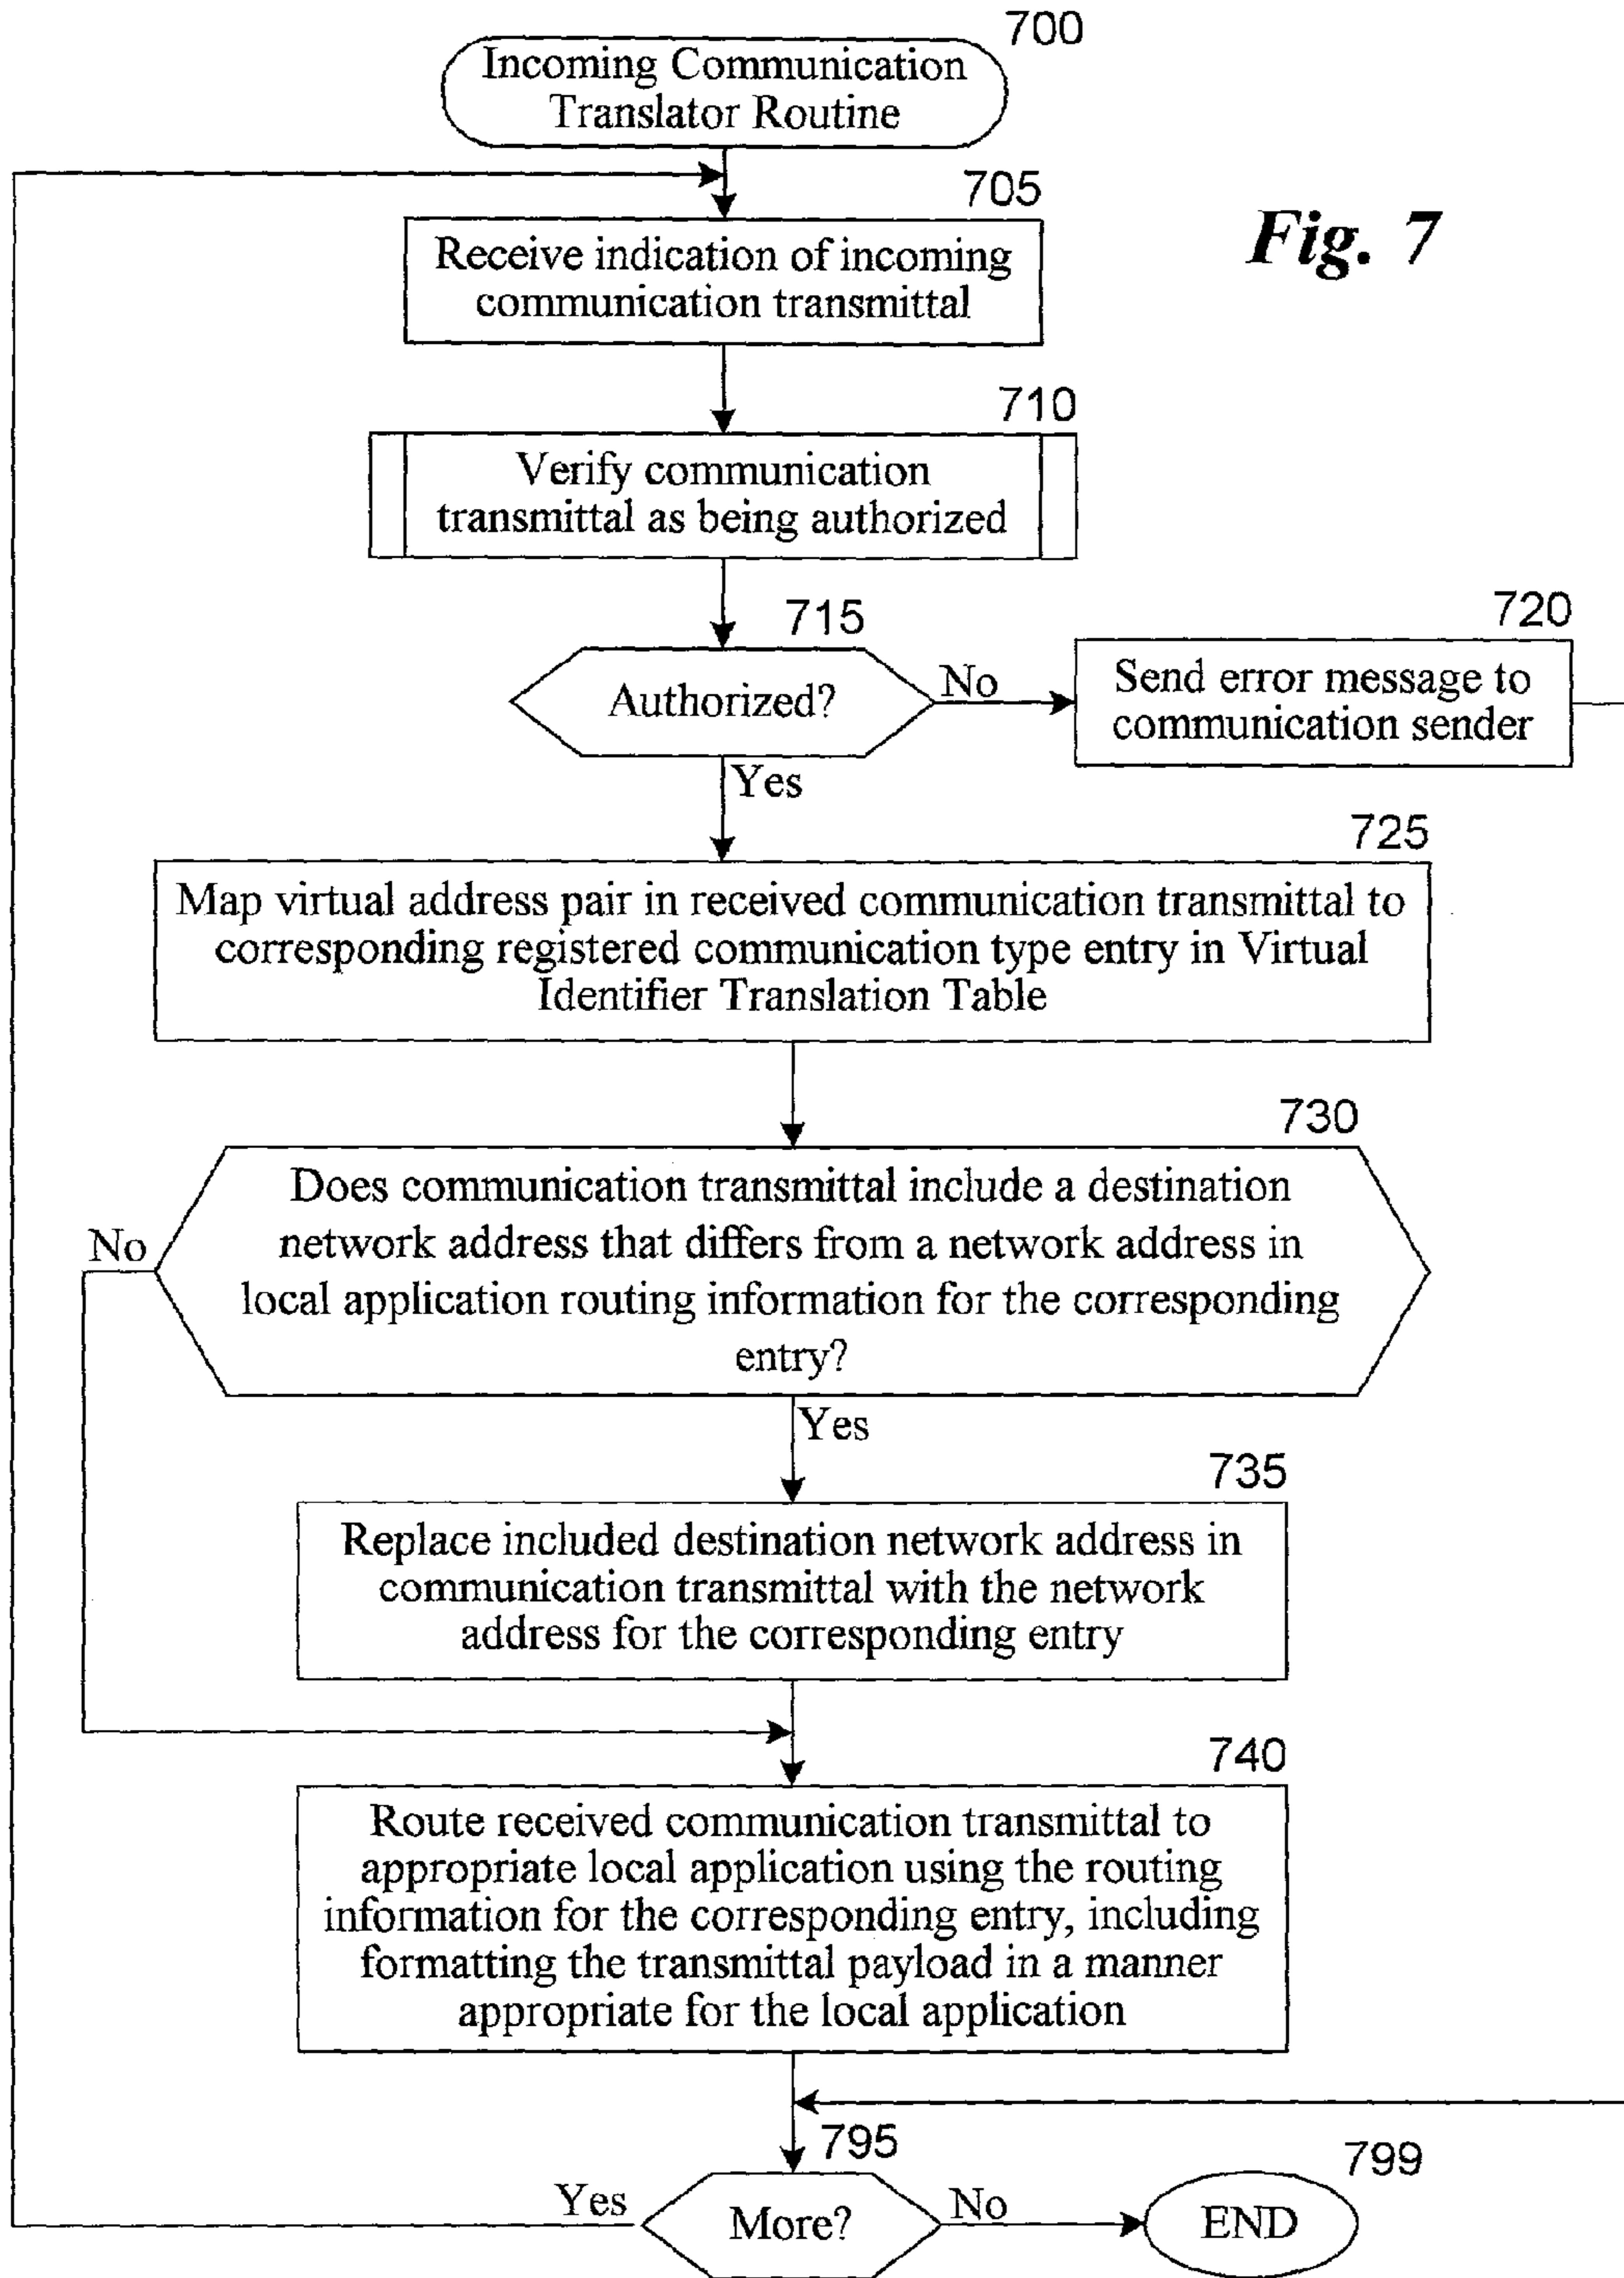 700
Incoming Communication
Translator Routine
705
Fig. 7
Receive indication of incoming
communication transmittal
710
Verify communication
transmittal as being authorized
715
720
Authorized?
No
Send error message to
communication sender
Yes
725
Map virtual address pair in received communication transmittal to
corresponding registered communication type entry in Virtual
Identifier Translation Table
730
Does communication transmittal include a destination
network address that differs from a network address in
local application routing information for the corresponding
entry?
No
Yes
735
Replace included destination network address in
communication transmittal with the network
address for the corresponding entry
740
Route received communication transmittal to
appropriate local application using the routing
information for the corresponding entry, including
formatting the transmittal payload in a manner
appropriate for the local application
795
799
Yes
More?
No
END